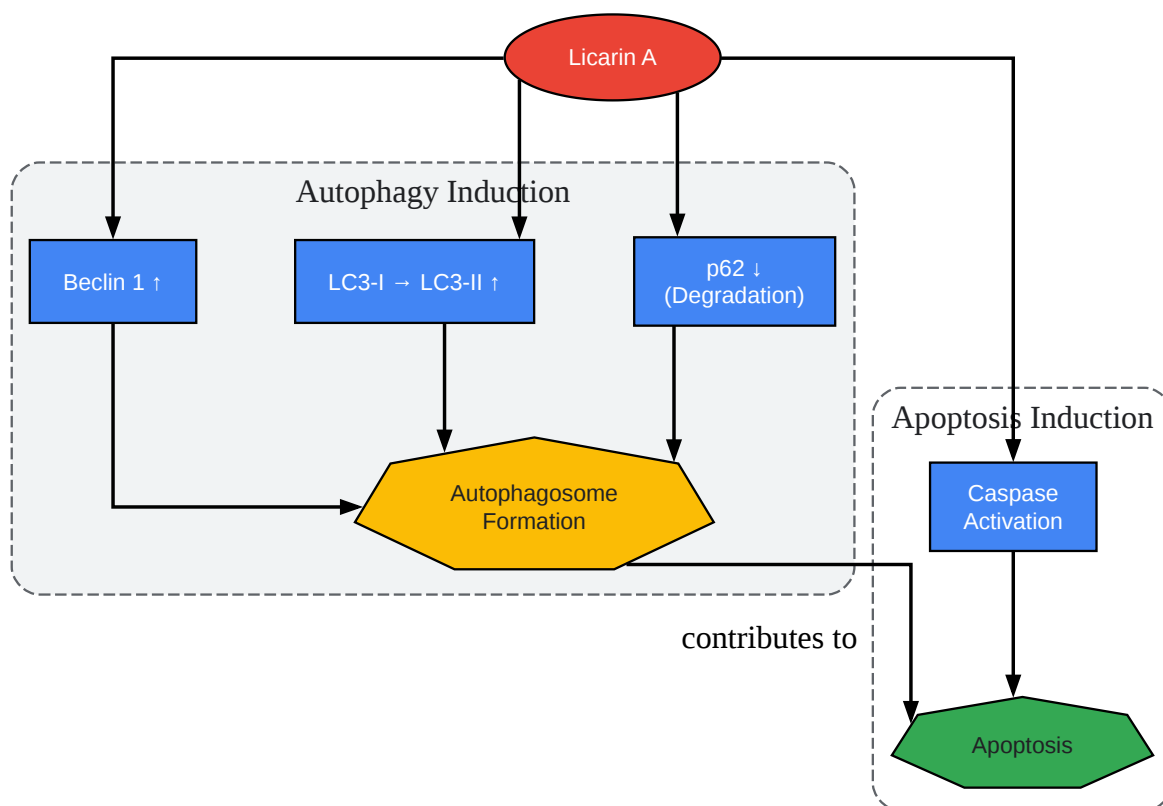 Licarin A
Autophagy Induction
Beclin 1 ↑
LC3-I → LC3-II ↑
p62 ↓
(Degradation)
Apoptosis Induction
Autophagosome
Formation
Caspase
Activation
contributes to
Apoptosis